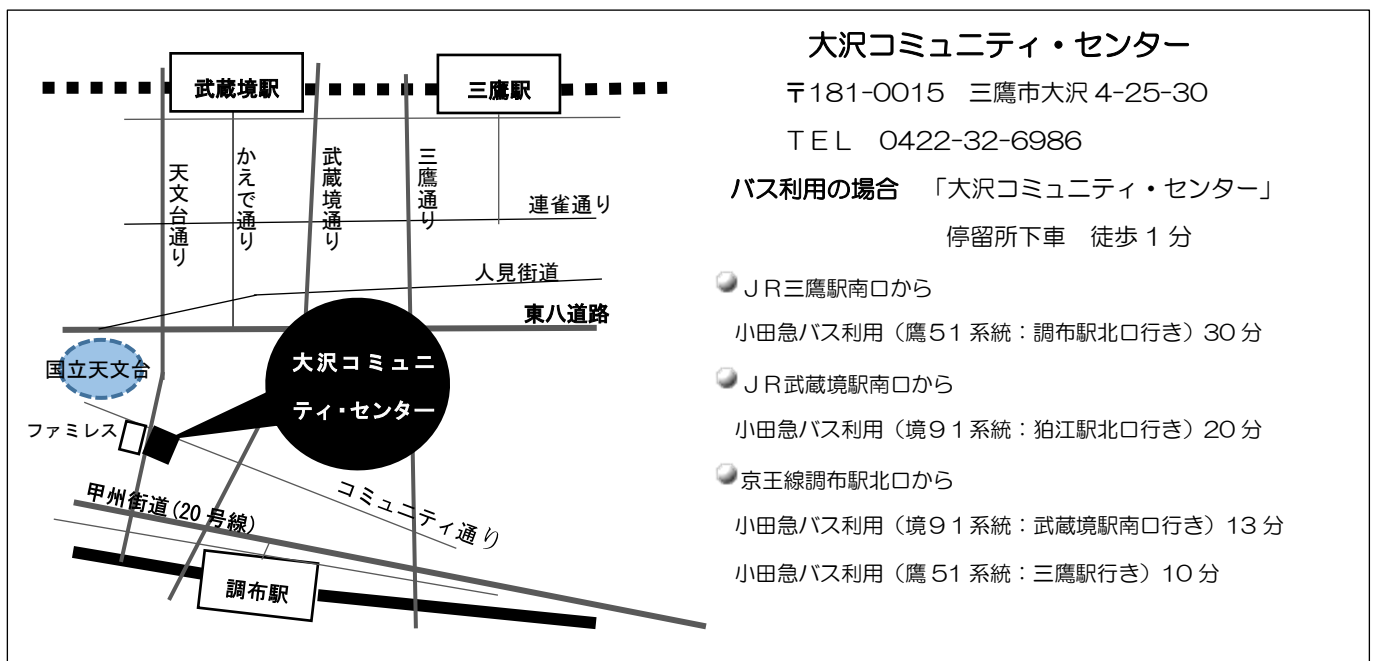 武蔵境駅
三鷹駅
天文台通り
かえで通り
武蔵境通り
三鷹通り
連雀通り
人見街道
東八道路
国立天文台
大沢コミュニ
ティ・センター
ファミレス
コミュニティ通り
甲州街道(20号線)
調布駅
大沢コミュニティ・センター
〒181-0015 三鷹市大沢 4-25-30
ＴＥＬ 0422-32-6986
バス利用の場合 「大沢コミュニティ・センター」
停留所下車 徒歩 1 分
ＪＲ三鷹駅南口から
小田急バス利用（鷹５１系統：調布駅北口行き）30 分
ＪＲ武蔵境駅南口から
小田急バス利用（境９１系統：狛江駅北口行き）20 分
京王線調布駅北口から
小田急バス利用（境９１系統：武蔵境駅南口行き）13 分
小田急バス利用（鷹 51 系統：三鷹駅行き）10 分